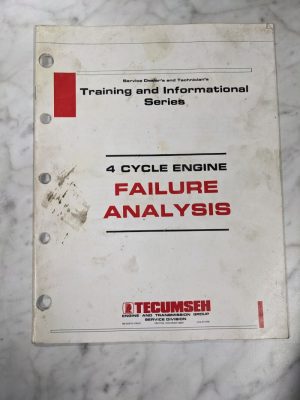 Service Dealer's and Technician's
Training and Informational
Series
4 CYCLE ENGINE
FAILURE
ANALYSIS
TECUMSEH
ENGINE AND TRANSMISSION GROUP
SERVICE DIVISION